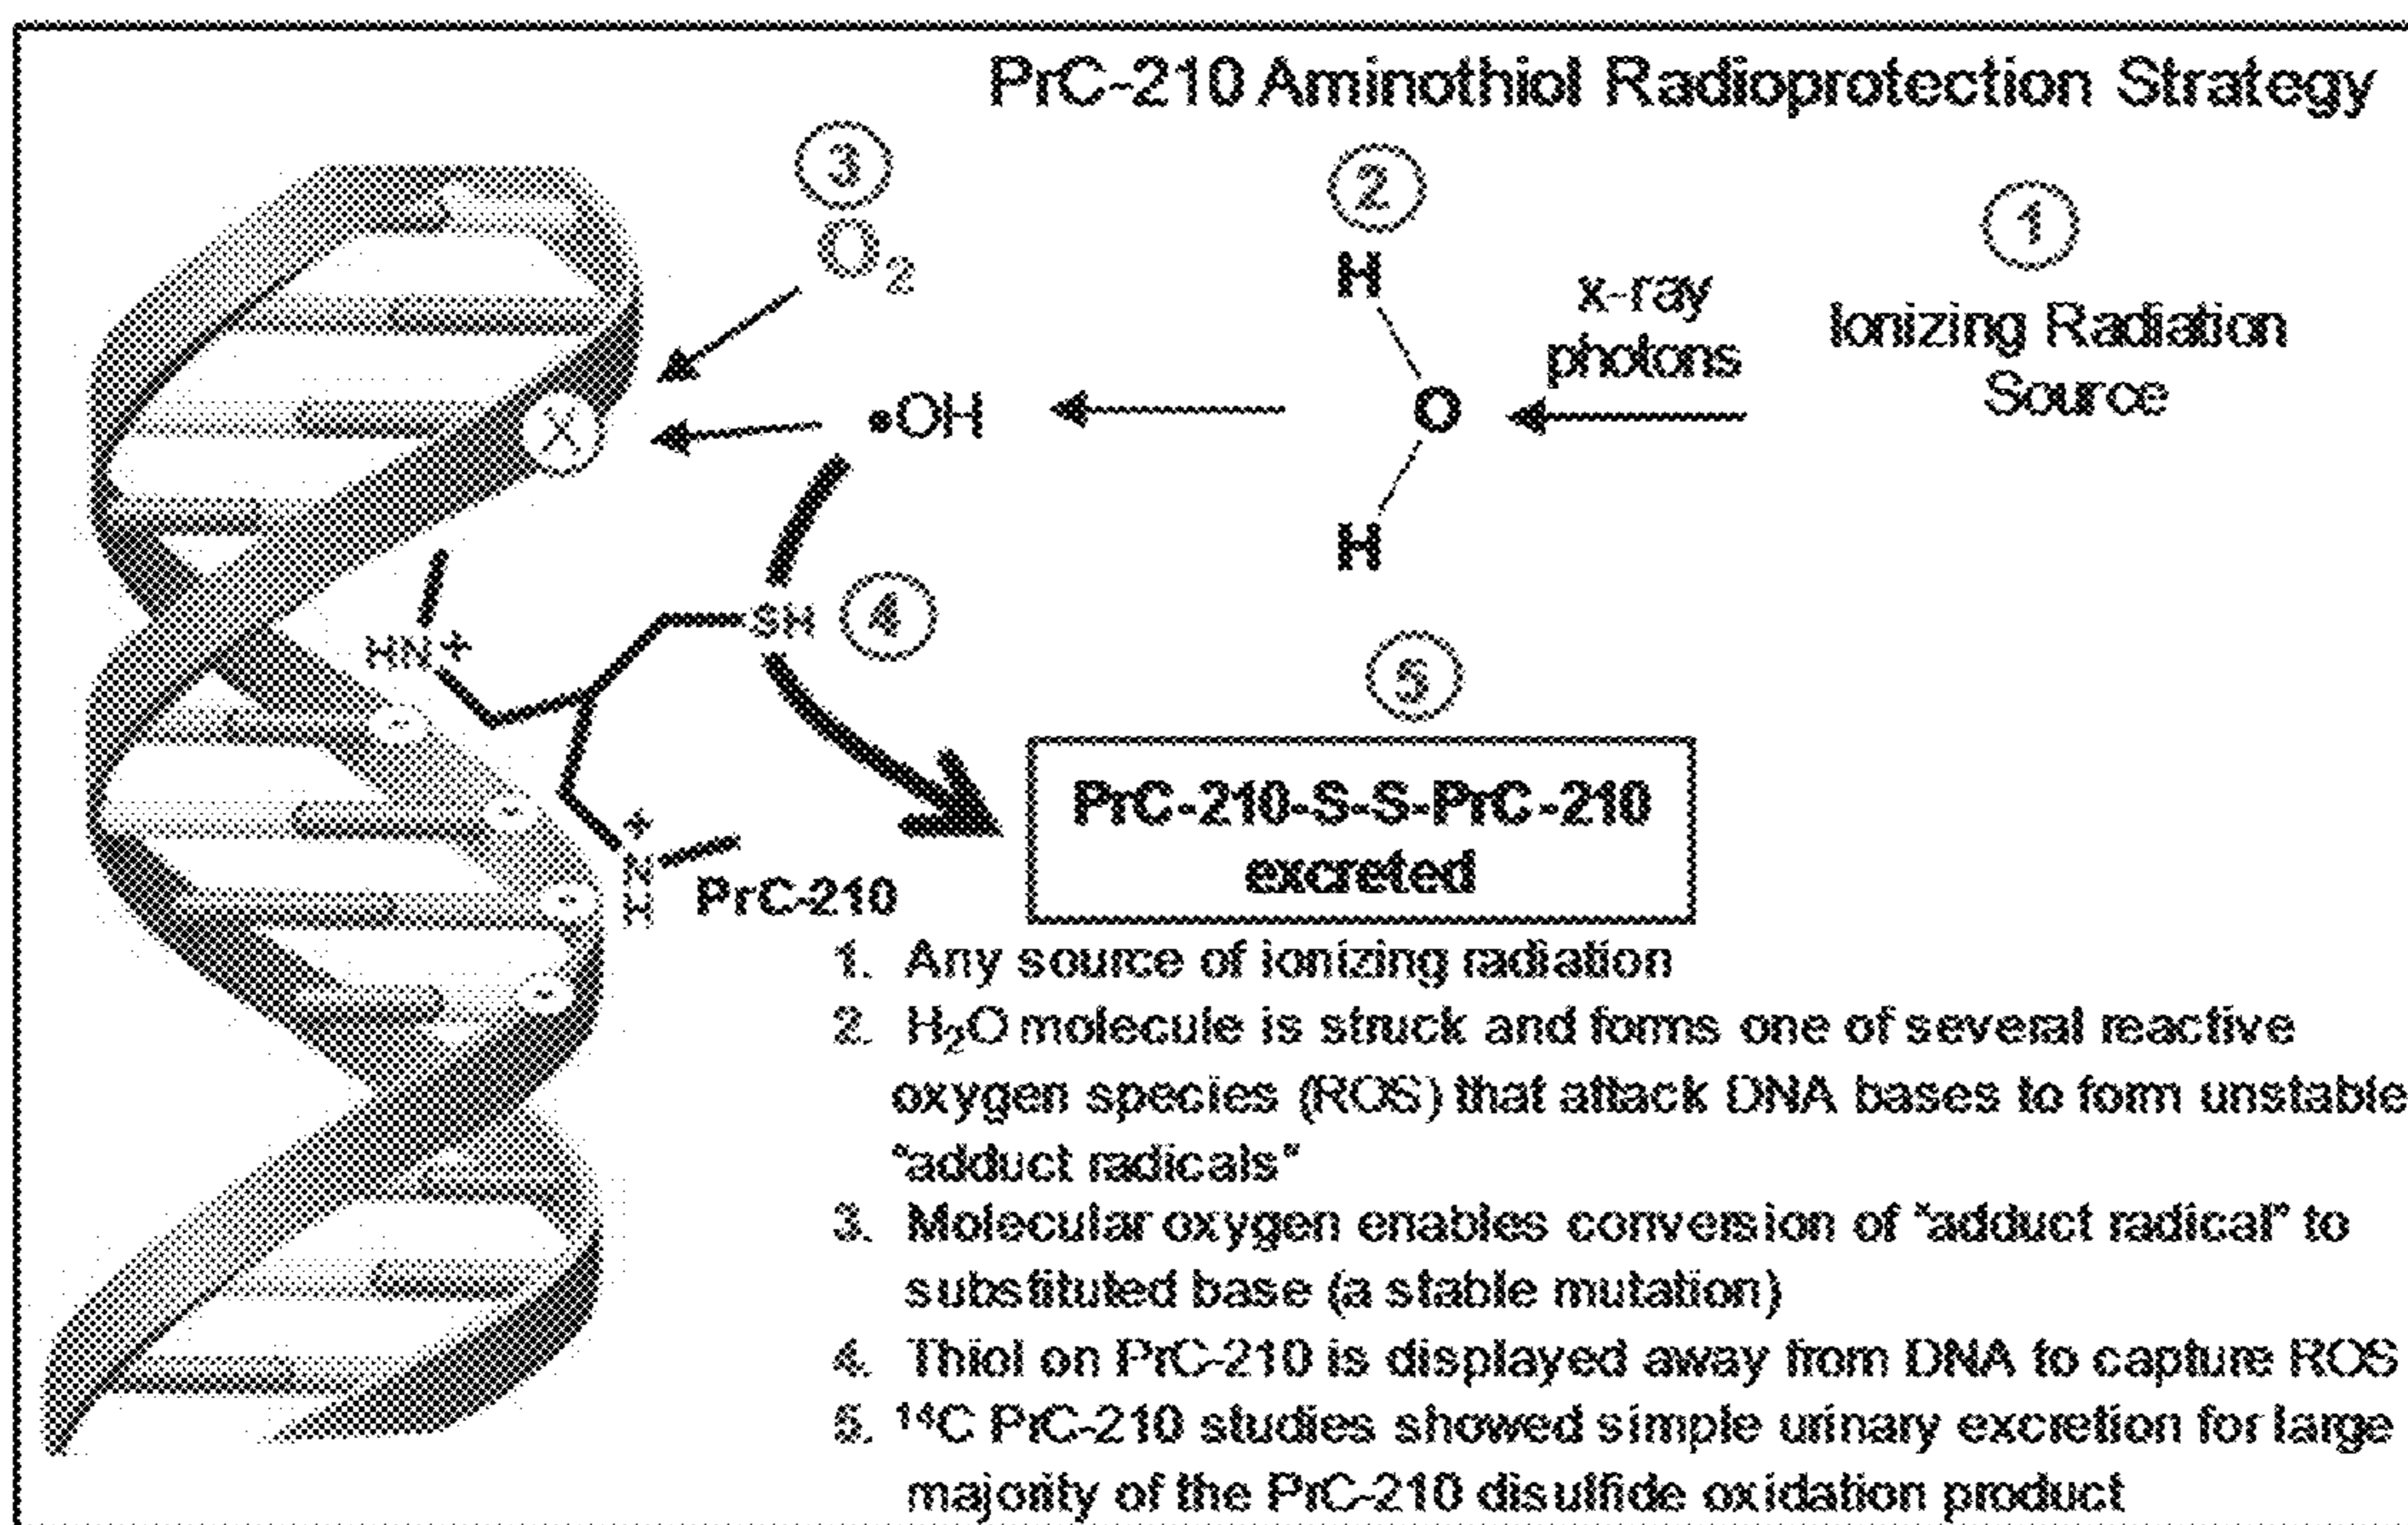 PrC-210 Aminothiol Radioprotection Strategy
3
O₂
2
H
O
H
1
x-ray
photons
Ionizing Radiation
Source
X
•OH
SH
4
HN +
-
-
-
-
+
HN
PrC-210
5
PrC-210-S-S-PrC-210
excreted
1. Any source of ionizing radiation
2. H₂O molecule is struck and forms one of several reactive
oxygen species (ROS) that attack DNA bases to form unstable
"adduct radicals"
3. Molecular oxygen enables conversion of "adduct radical" to
substituted base (a stable mutation)
4. Thiol on PrC-210 is displayed away from DNA to capture ROS
5. ¹⁴C PrC-210 studies showed simple urinary excretion for large
majority of the PrC-210 disulfide oxidation product